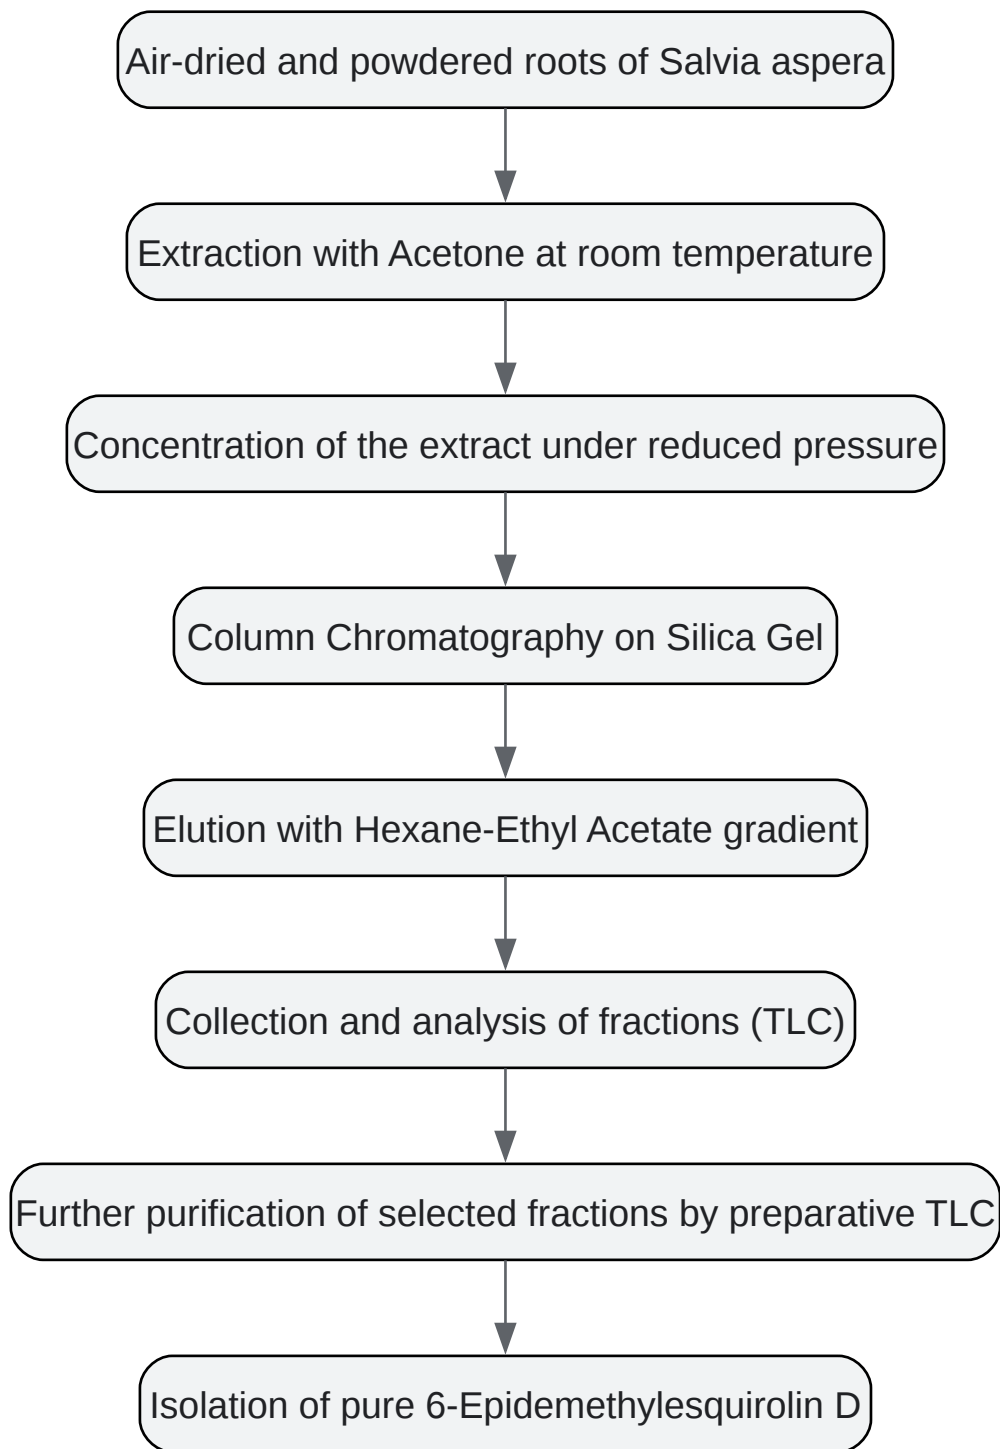 Air-dried and powdered roots of Salvia aspera
Extraction with Acetone at room temperature
Concentration of the extract under reduced pressure
Column Chromatography on Silica Gel
Elution with Hexane-Ethyl Acetate gradient
Collection and analysis of fractions (TLC)
Further purification of selected fractions by preparative TLC
Isolation of pure 6-Epidemethylesquirolin D